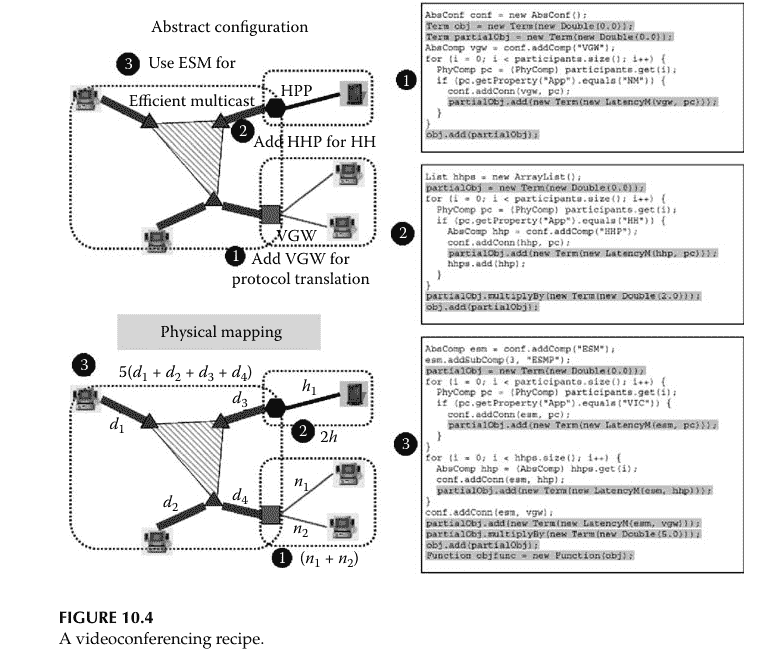 Abstract configuration
3 Use ESM for
Efficient multicast
HPP
2
Add HHP for HH
VGW
1 Add VGW for
protocol translation
Physical mapping
3
5(d1 + d2 + d3 + d4)
d1
d3
h1
2 2h
d2
d4
n1
n2
1 (n1 + n2)
1
AbsConf conf = new AbsConf();
Term obj = new Term(new Double(0.0));
Term partialObj = new Term(new Double(0.0));
AbsComp vgw = conf.addComp("VGW");
for (i = 0; i < participants.size(); i++) {
PhyComp pc = (PhyComp) participants.get(i);
if (pc.getProperty("App").equals("NM") {
conf.addConn(vgw, pc);
partialObj.add(new Term(new LatencyM(vgw, pc)));
}
}
obj.add(partialObj);
2
List hhps = new ArrayList();
partialObj = new Term(new Double(0.0));
for (i = 0; i < participants.size(); i++) {
PhyComp pc = (PhyComp) participants.get(i);
if (pc.getProperty("App").equals("HH") {
AbsComp hhp = conf.addComp("HHP");
conf.addConn(hhp, pc);
partialObj.add(new Term(new LatencyM(hhp, pc)));
hhps.add(hhp);
}
}
partialObj.multiplyBy(new Term(new Double(2.0)));
obj.add(partialObj);
3
AbsComp esm = conf.addComp("ESM");
esm.addSubComp(3, "ESMP");
partialObj = new Term(new Double(0.0));
for (i = 0; i < participants.size(); i++) {
PhyComp pc = (PhyComp) participants.get(i);
if (pc.getProperty("App").equals("VIC") {
conf.addConn(esm, pc);
partialObj.add(new Term(new LatencyM(esm, pc)));
}
}
for (i = 0; i < hhps.size(); i++) {
AbsComp hhp = (AbsComp) hhps.get(i);
conf.addConn(esm, hhp);
partialObj.add(new Term(new LatencyM(esm, hhp)));
}
conf.addConn(esm, vgw);
partialObj.add(new Term(new LatencyM(esm, vgw)));
partialObj.multiplyBy(new Term(new Double(5.0)));
obj.add(partialObj);
Function objfunc = new Function(obj);
FIGURE 10.4
A videoconferencing recipe.